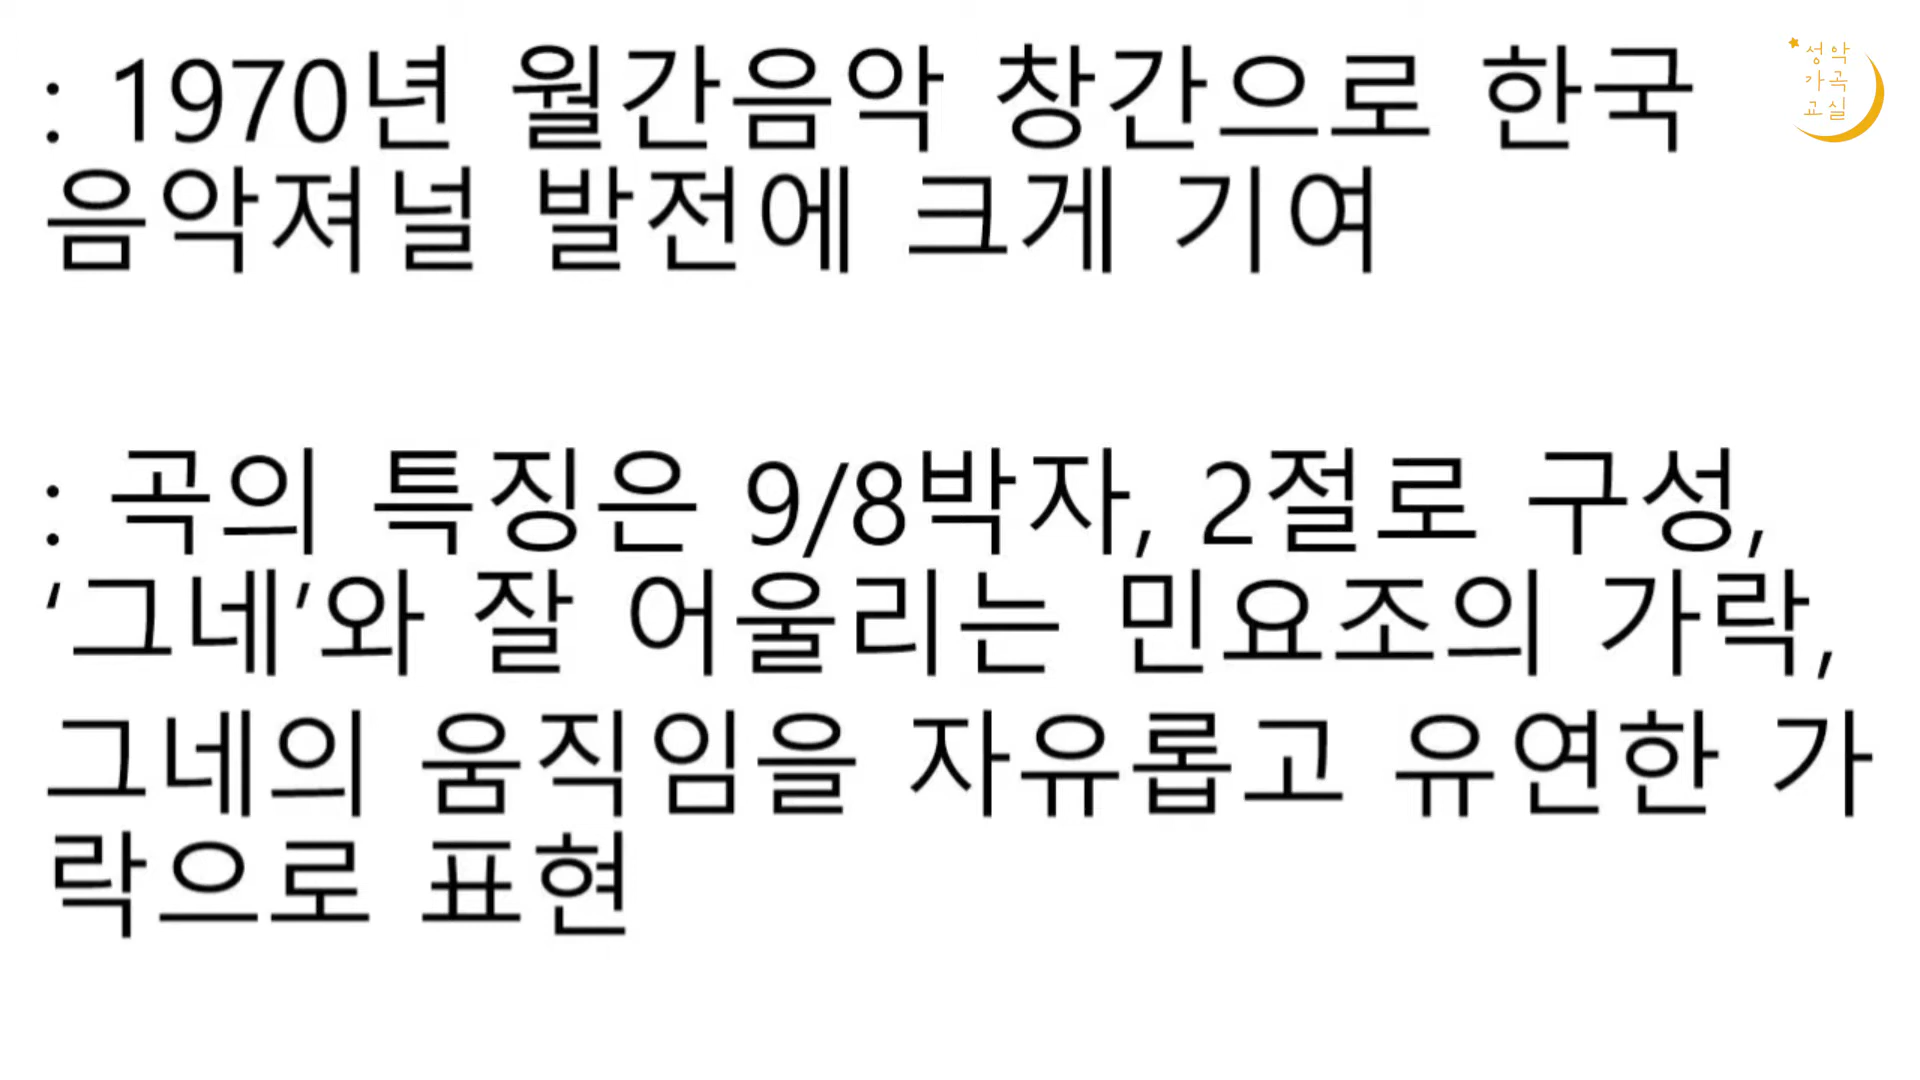 : 1970년 월간음악 창간으로 한국
음악져널 발전에 크게 기여
: 곡의 특징은 9/8박자, 2절로 구성,
‘그네’와 잘 어울리는 민요조의 가락,
그네의 움직임을 자유롭고 유연한 가
락으로 표현
성악
가곡
교실